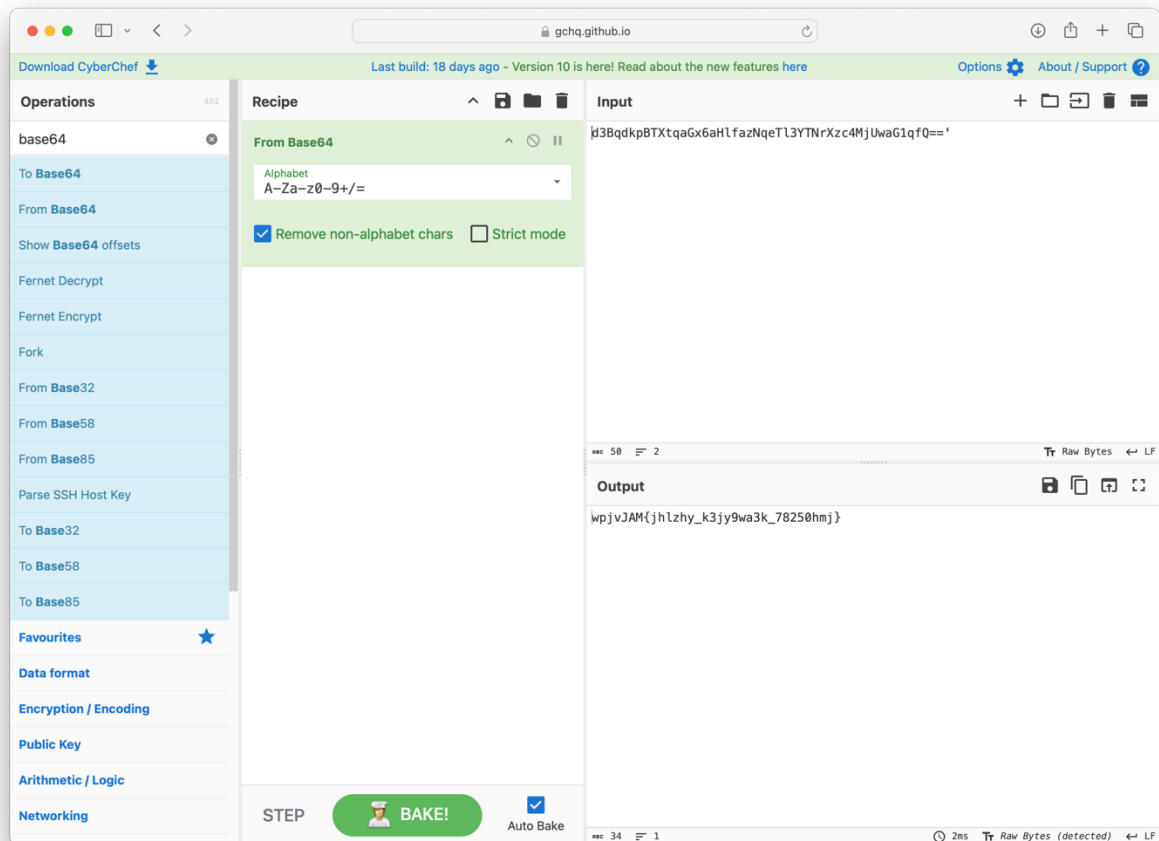 gchq.github.io
Download CyberChef
Last build: 18 days ago - Version 10 is here! Read about the new features here
Options
About / Support
Operations
452
base64
To Base64
From Base64
Show Base64 offsets
Fernet Decrypt
Fernet Encrypt
Fork
From Base32
From Base58
From Base85
Parse SSH Host Key
To Base32
To Base58
To Base85
Favourites
Data format
Encryption / Encoding
Public Key
Arithmetic / Logic
Networking
Recipe
From Base64
Alphabet
A-Za-z0-9+/=
Remove non-alphabet chars
Strict mode
STEP
BAKE!
Auto Bake
Input
d3BqdkpBTXtqaGx6aHlfazNqeTl3YTNrXzc4MjUwaG1qfQ=='
ABC 50 2
Tт Raw Bytes
LF
Output
wpjvJAM{jhlzhy_k3jy9wa3k_78250hmj}
ABC 34 1
2ms
Tт Raw Bytes (detected)
LF